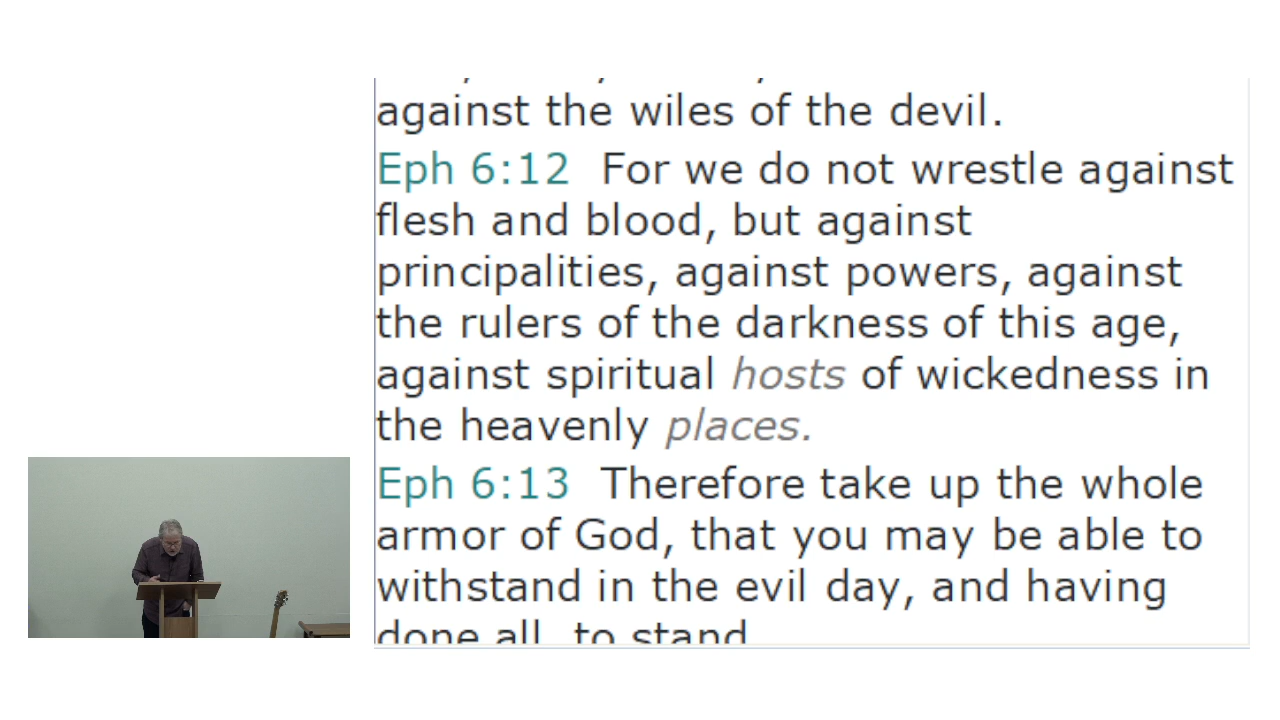 against the wiles of the devil.
Eph 6:12 For we do not wrestle against
flesh and blood, but against
principalities, against powers, against
the rulers of the darkness of this age,
against spiritual hosts of wickedness in
the heavenly places.
Eph 6:13 Therefore take up the whole
armor of God, that you may be able to
withstand in the evil day, and having
done all, to stand.